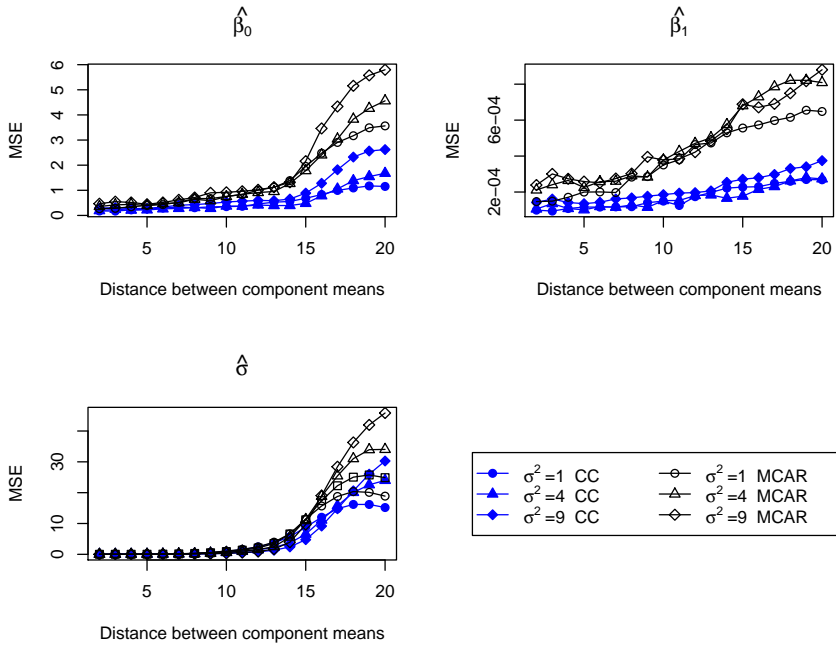 β̂₀
MSE
6
5
4
3
2
1
0
5 10 15 20
Distance between component means
β̂₁
MSE
6e−04
2e−04
5 10 15 20
Distance between component means
σ̂
MSE
30
10
0
5 10 15 20
Distance between component means
σ² =1 CC σ² =1 MCAR
σ² =4 CC σ² =4 MCAR
σ² =9 CC σ² =9 MCAR